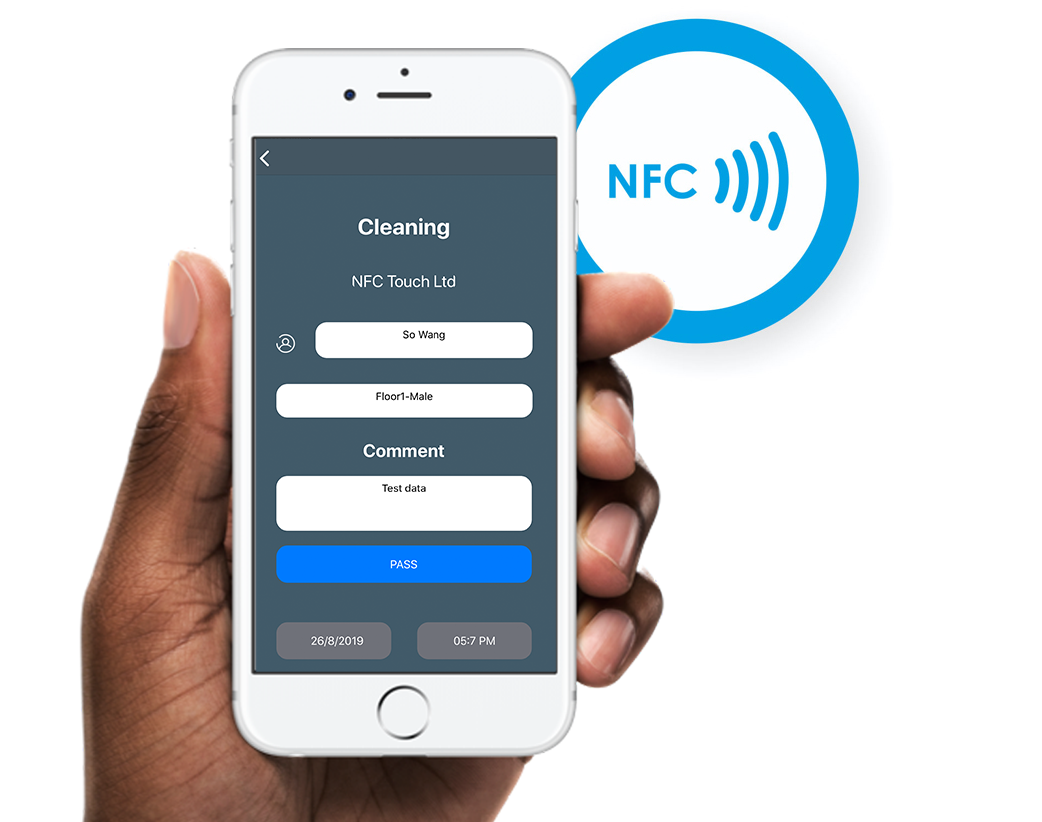 NFC
Cleaning
NFC Touch Ltd
So Wang
Floor1-Male
Comment
Test data
PASS
26/8/2019
05:7 PM